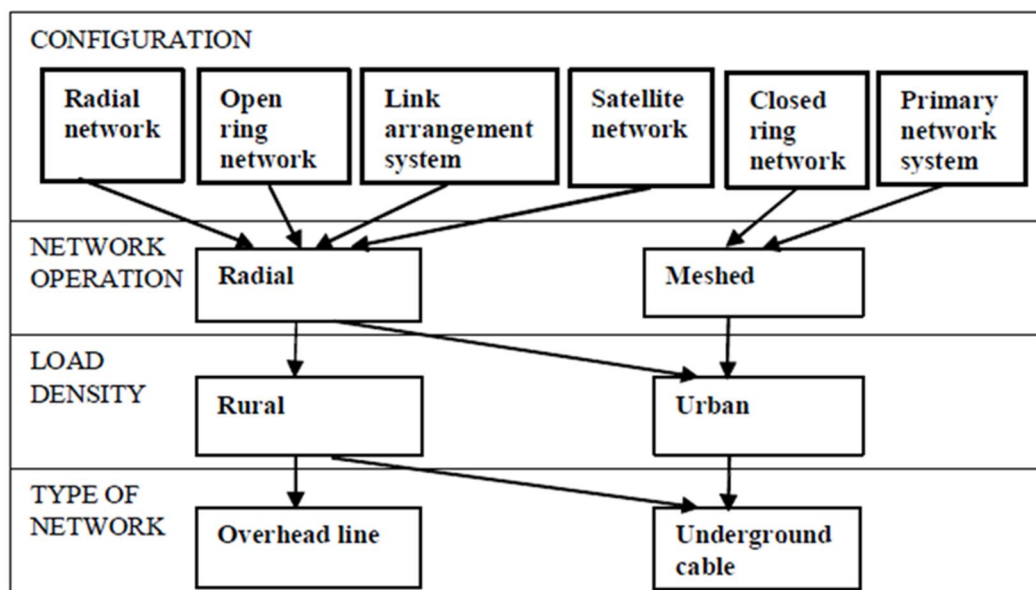 CONFIGURATION
Radial
network
Open
ring
network
Link
arrangement
system
Satellite
network
Closed
ring
network
Primary
network
system
NETWORK
OPERATION
Radial
Meshed
LOAD
DENSITY
Rural
Urban
TYPE OF
NETWORK
Overhead line
Underground
cable